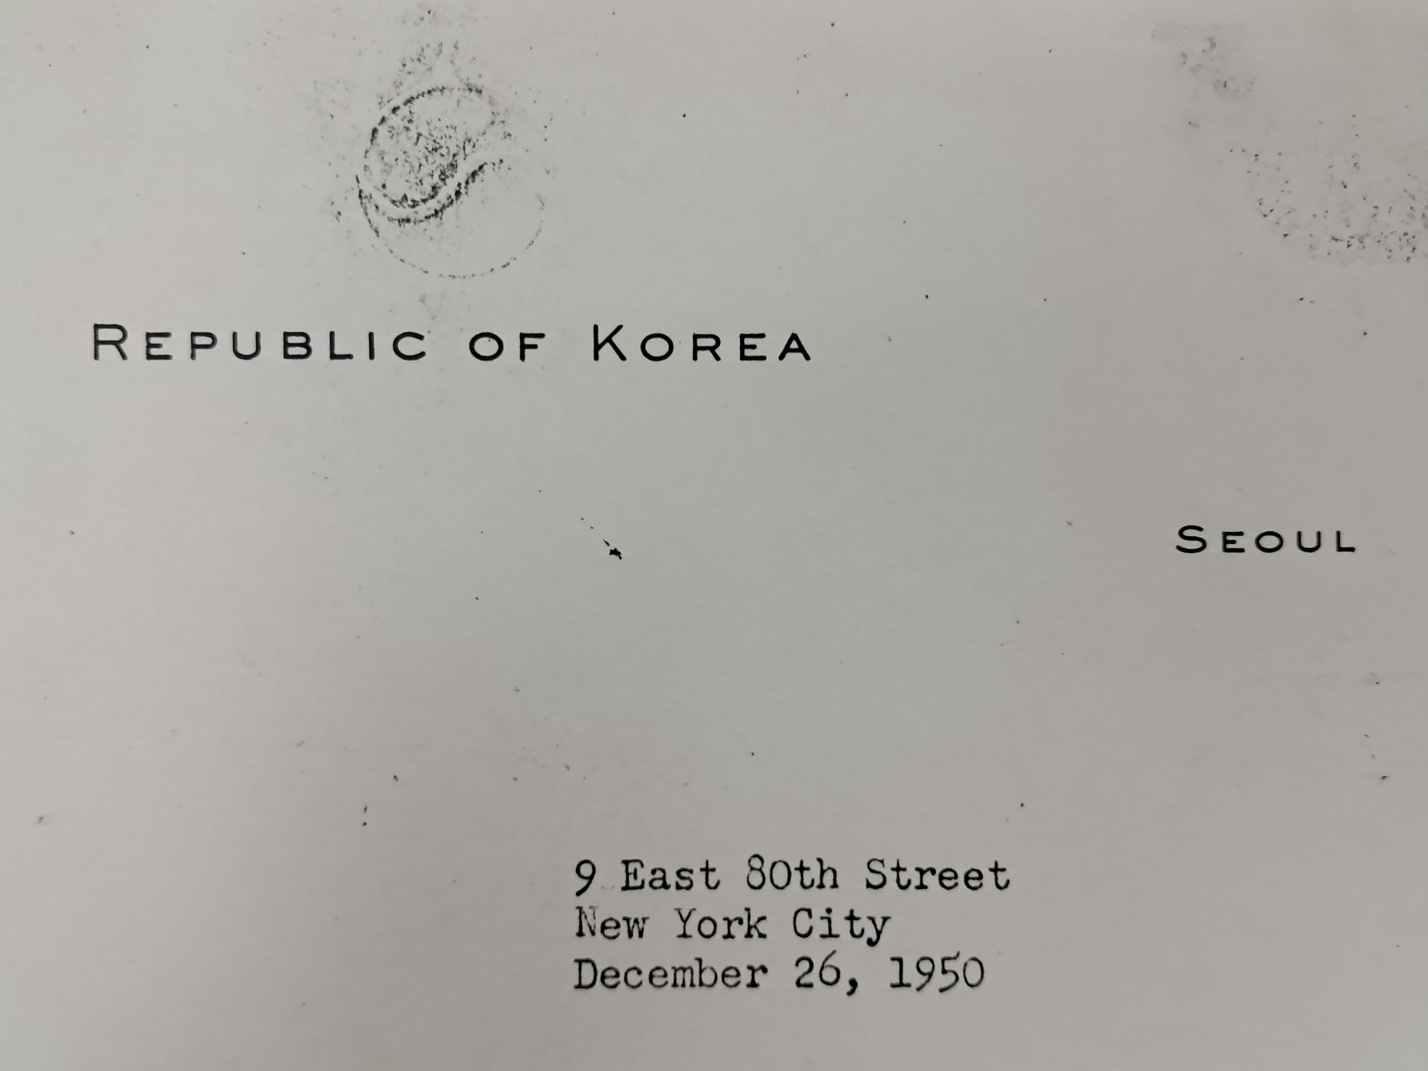 REPUBLIC OF KOREA
SEOUL
9 East 80th Street
New York City
December 26, 1950